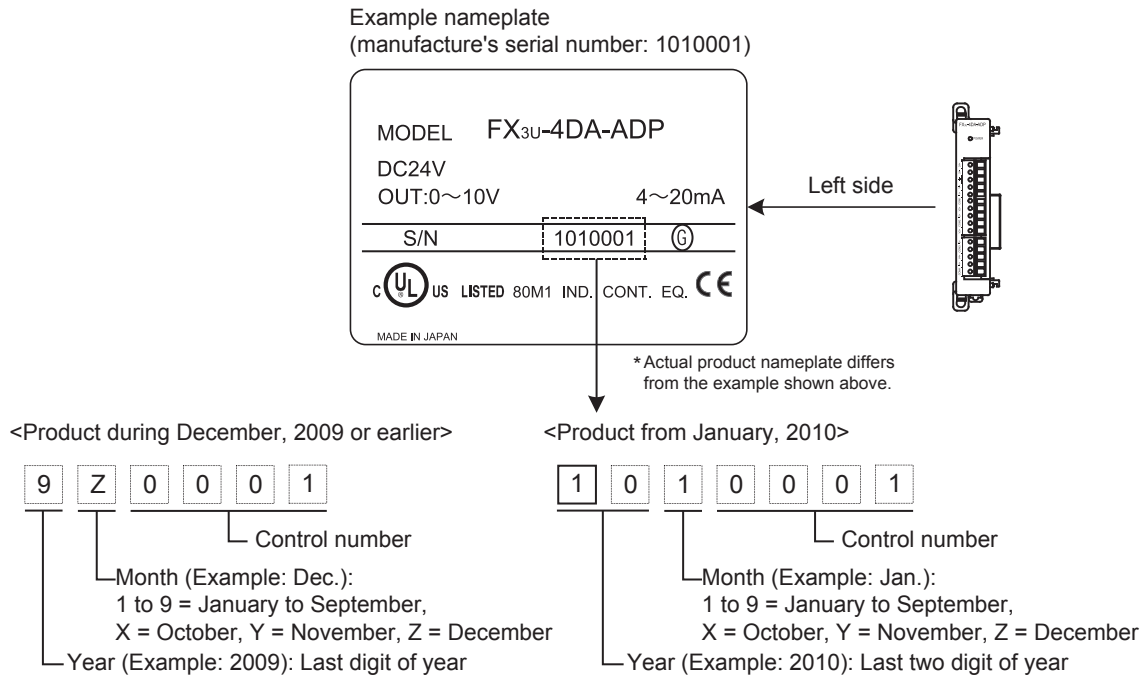 Example nameplate
(manufacture's serial number: 1010001)
MODEL FX3U-4DA-ADP
DC24V
OUT:0～10V 4～20mA
S/N 1010001 G
C UL US LISTED 80M1 IND. CONT. EQ. CE
MADE IN JAPAN
Left side
* Actual product nameplate differs
from the example shown above.
<Product during December, 2009 or earlier>
9 Z 0 0 0 1
Control number
Month (Example: Dec.):
1 to 9 = January to September,
X = October, Y = November, Z = December
Year (Example: 2009): Last digit of year
<Product from January, 2010>
1 0 1 0 0 0 1
Control number
Month (Example: Jan.):
1 to 9 = January to September,
X = October, Y = November, Z = December
Year (Example: 2010): Last two digit of year